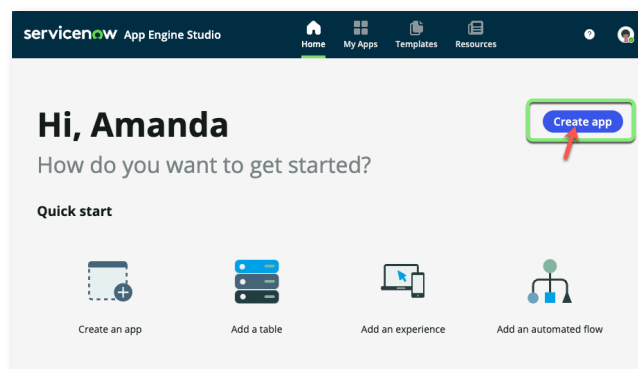 servicenow App Engine Studio
Home My Apps Templates Resources
?
Hi, Amanda
Create app
How do you want to get started?
Quick start
Create an app Add a table Add an experience Add an automated flow